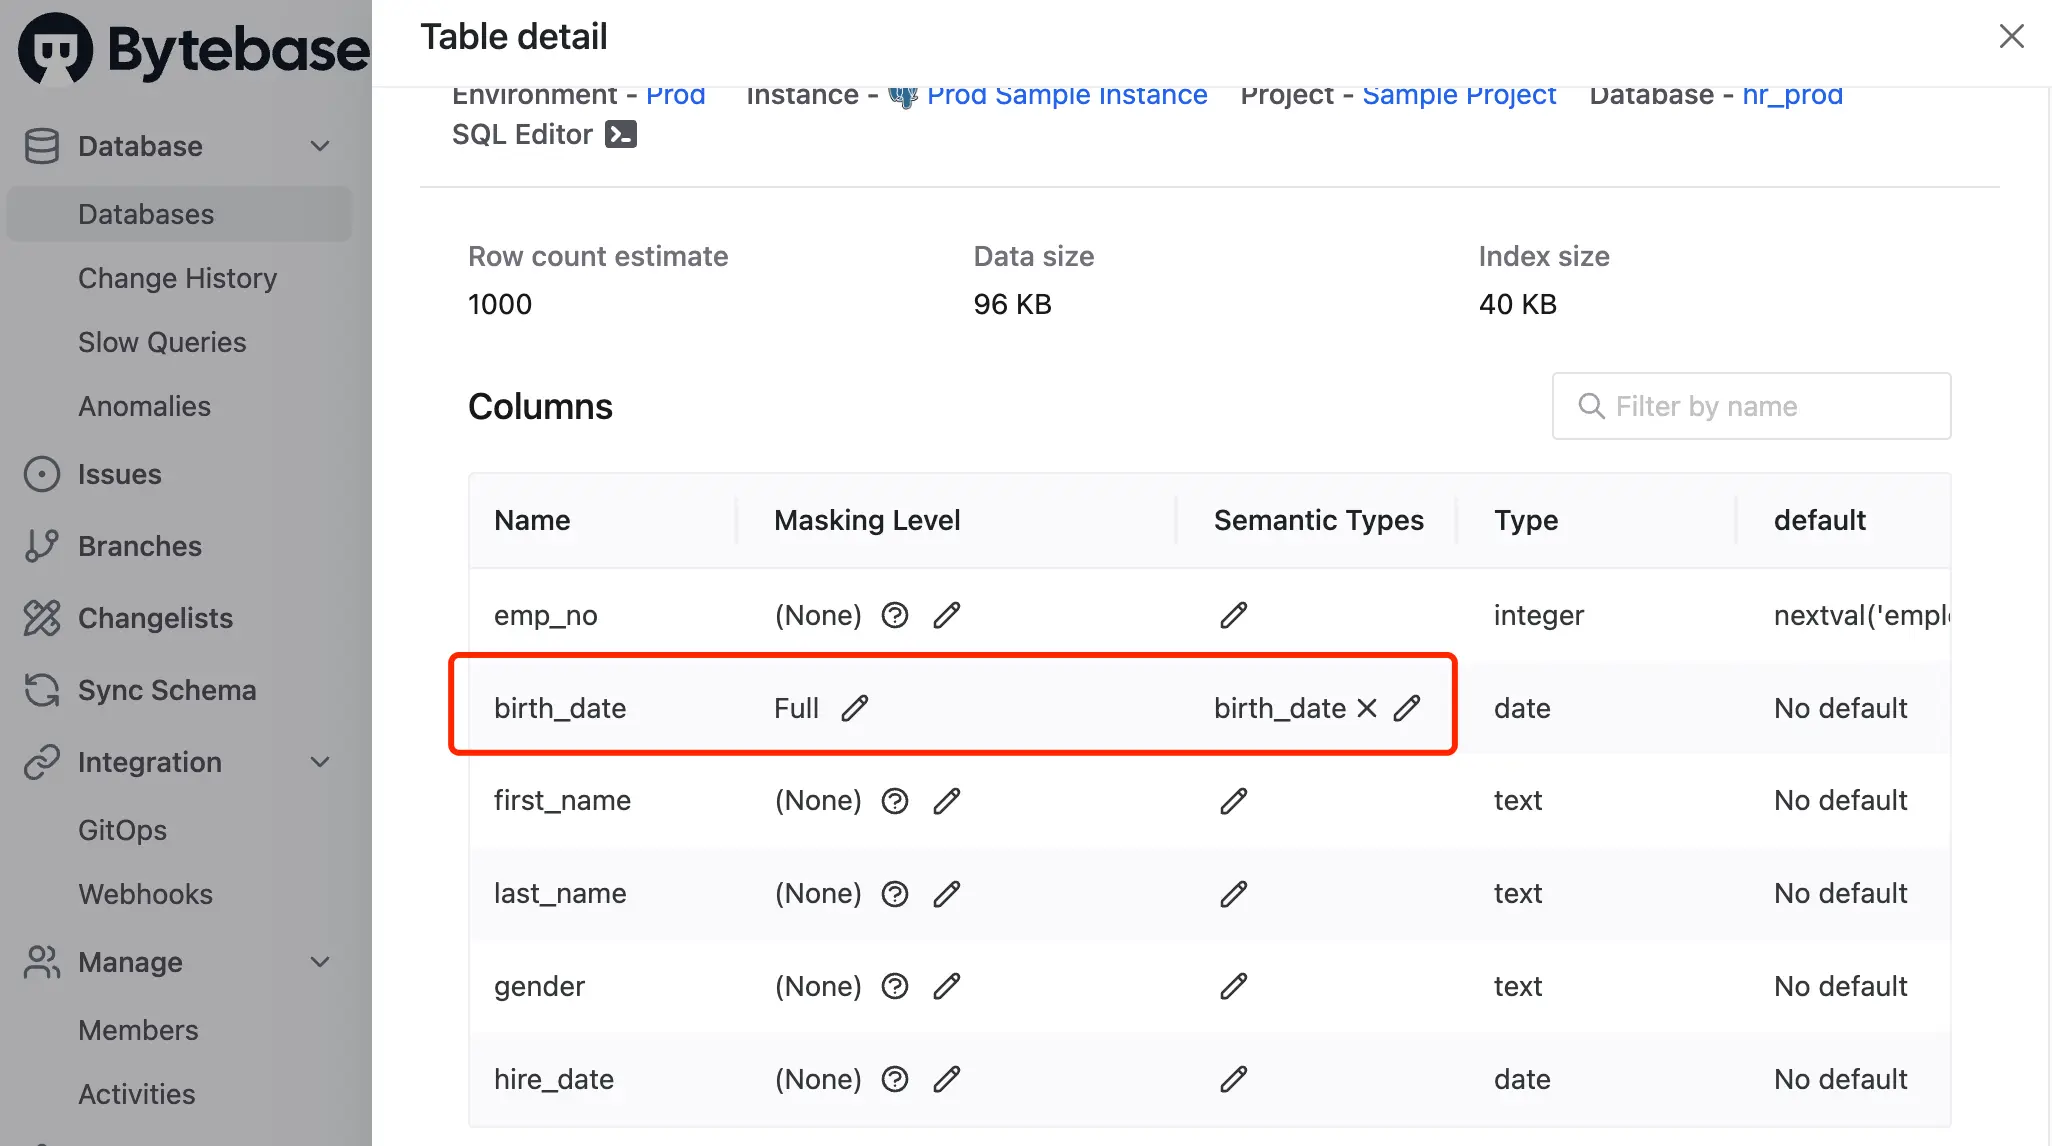 Bytebase
Database
Databases
Change History
Slow Queries
Anomalies
Issues
Branches
Changelists
Sync Schema
Integration
GitOps
Webhooks
Manage
Members
Activities
Table detail
Environment - Prod Instance - Prod Sample Instance Project - Sample Project Database - hr_prod
SQL Editor
Row count estimate Data size Index size
1000 96 KB 40 KB
Columns
Filter by name
Name Masking Level Semantic Types Type default
emp_no (None) integer nextval('emple
birth_date Full birth_date date No default
first_name (None) text No default
last_name (None) text No default
gender (None) text No default
hire_date (None) date No default